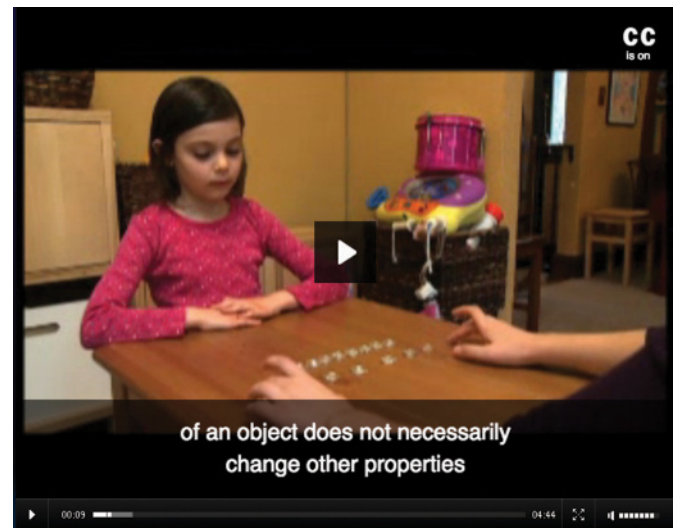 CC
is on
of an object does not necessarily
change other properties
00:09
04:44